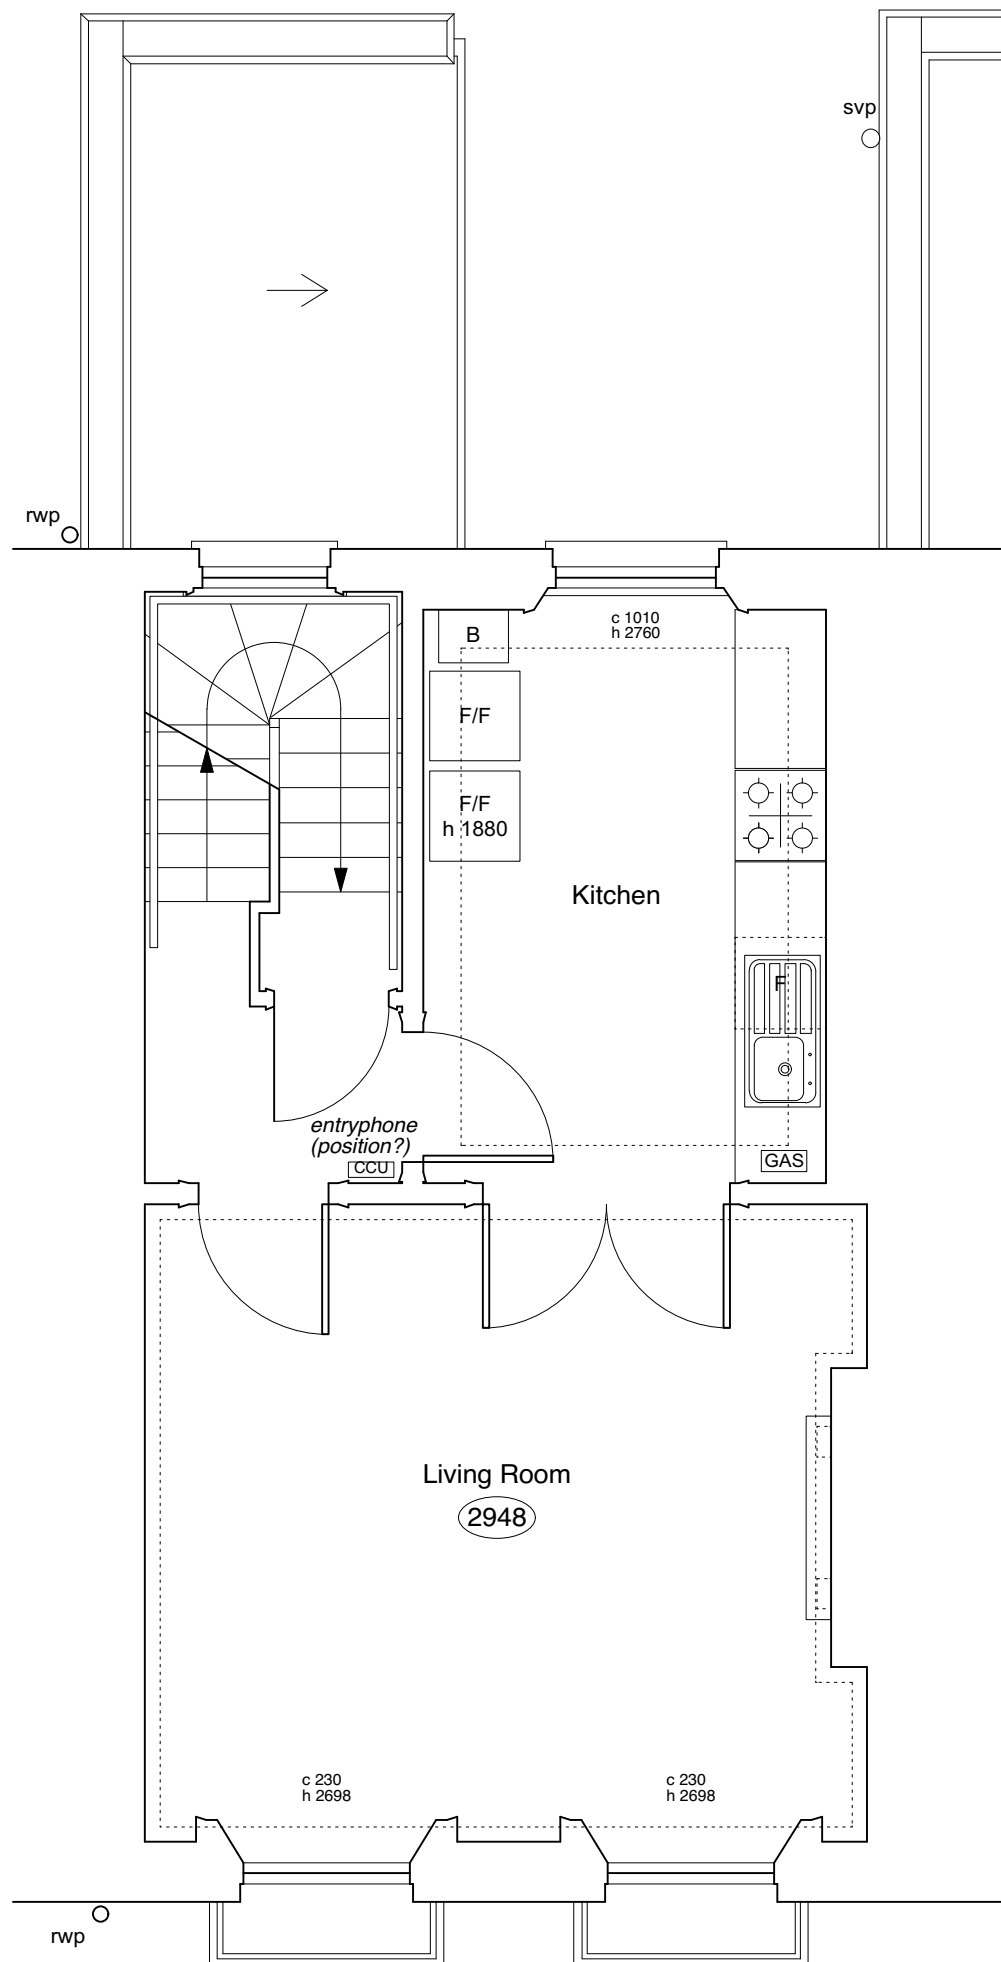 svp
rwp
c 1010
h 2760
B
F/F
F/F
h 1880
Kitchen
F
entryphone
(position?)
CCU
GAS
Living Room
2948
c 230
h 2698
c 230
h 2698
rwp